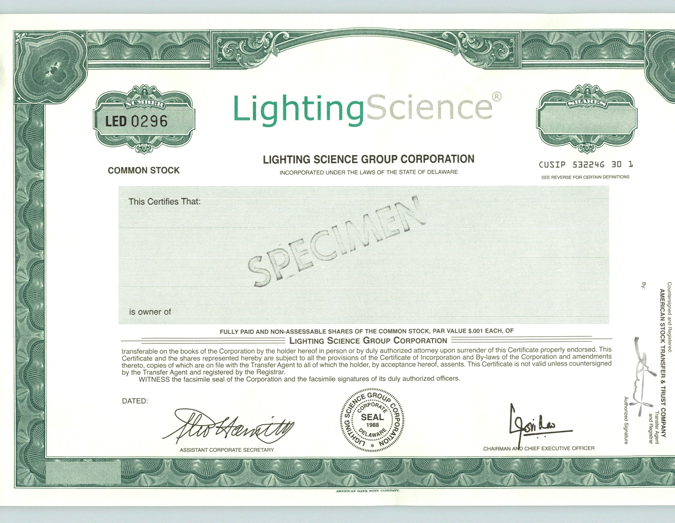 NUMBER
SHARES
LED 0296
LightingScience®
COMMON STOCK
LIGHTING SCIENCE GROUP CORPORATION
INCORPORATED UNDER THE LAWS OF THE STATE OF DELAWARE
CUSIP 53224G 30 1
SEE REVERSE FOR CERTAIN DEFINITIONS
This Certifies That:
SPECIMEN
is owner of
FULLY PAID AND NON-ASSESSABLE SHARES OF THE COMMON STOCK, PAR VALUE $.001 EACH, OF
LIGHTING SCIENCE GROUP CORPORATION
transferable on the books of the Corporation by the holder hereof in person or by duly authorized attorney upon surrender of this Certificate properly endorsed. This
Certificate and the shares represented hereby are subject to all the provisions of the Certificate of Incorporation and By-laws of the Corporation and amendments
thereto, copies of which are on file with the Transfer Agent to all of which the holder, by acceptance hereof, assents. This Certificate is not valid unless countersigned
by the Transfer Agent and registered by the Registrar.
WITNESS the facsimile seal of the Corporation and the facsimile signatures of its duly authorized officers.
DATED:
LIGHTING SCIENCE GROUP CORPORATION
CORPORATE
SEAL
1988
DELAWARE
ASSISTANT CORPORATE SECRETARY
CHAIRMAN AND CHIEF EXECUTIVE OFFICER
Countersigned and Registered:
AMERICAN STOCK TRANSFER & TRUST COMPANY
Transfer Agent
and Registrar
By:
Authorized Signature
AMERICAN BANK NOTE COMPANY.